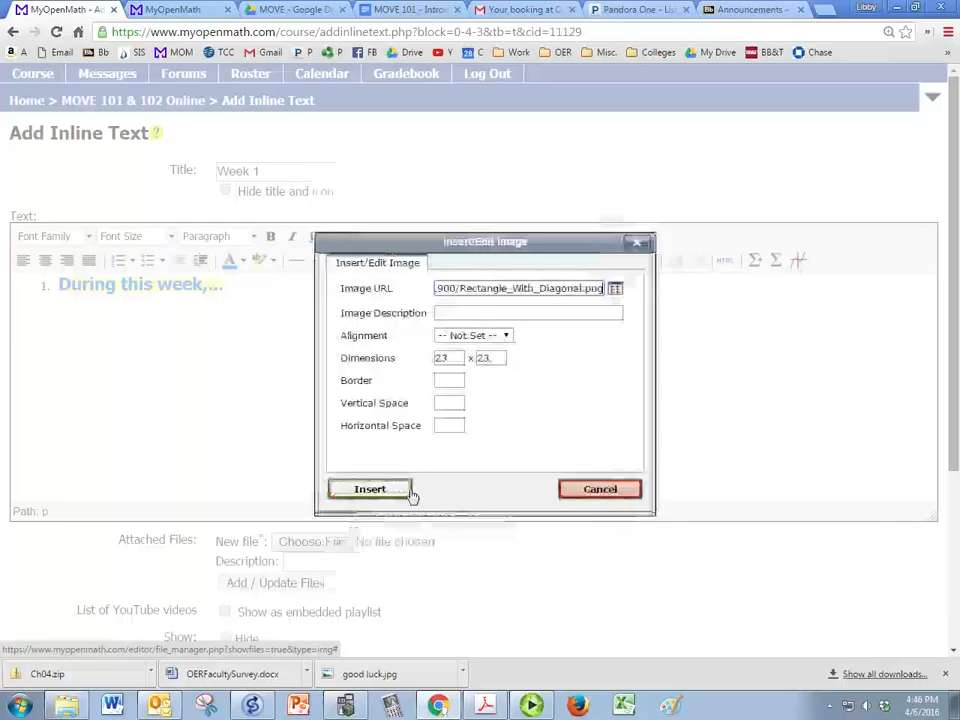 MyOpenMath - Ad
MyOpenMath
MOVE - Google D
MOVE 101 - Introd
Your booking at C
Pandora One - List
Announcements –
Libby
https://www.myopenmath.com/course/addinlinetext.php?block=0-4-3&tb=t&cid=11129
Email
Bb
SIS
MOM
TCC
Gmail
P
P
FB
Drive
Y
C
Work
OER
Misc.
Colleges
My Drive
BB&T
Chase
»
Course
Messages
Forums
Roster
Calendar
Gradebook
Log Out
Home > MOVE 101 & 102 Online > Add Inline Text
Add Inline Text ?
Title:
Week 1
Hide title and icon
Text:
Font Family
Font Size
Paragraph
B
I
HTML
1. During this week,...
Insert/Edit Image
Insert/Edit Image
Image URL
.900/Rectangle_With_Diagonal.png
Image Description
Alignment
-- Not Set --
Dimensions
23 x 23
Border
Vertical Space
Horizontal Space
Insert
Cancel
Path: p
Attached Files:
New file*:
Choose File
No file chosen
Description:
Add / Update Files
List of YouTube videos
Show as embedded playlist
Show:
Hide
https://www.myopenmath.com/editor/file_manager.php?showfiles=true&type=img#
Ch04.zip
OERFacultySurvey.docx
good luck.jpg
Show all downloads...
4:46 PM
4/6/2016